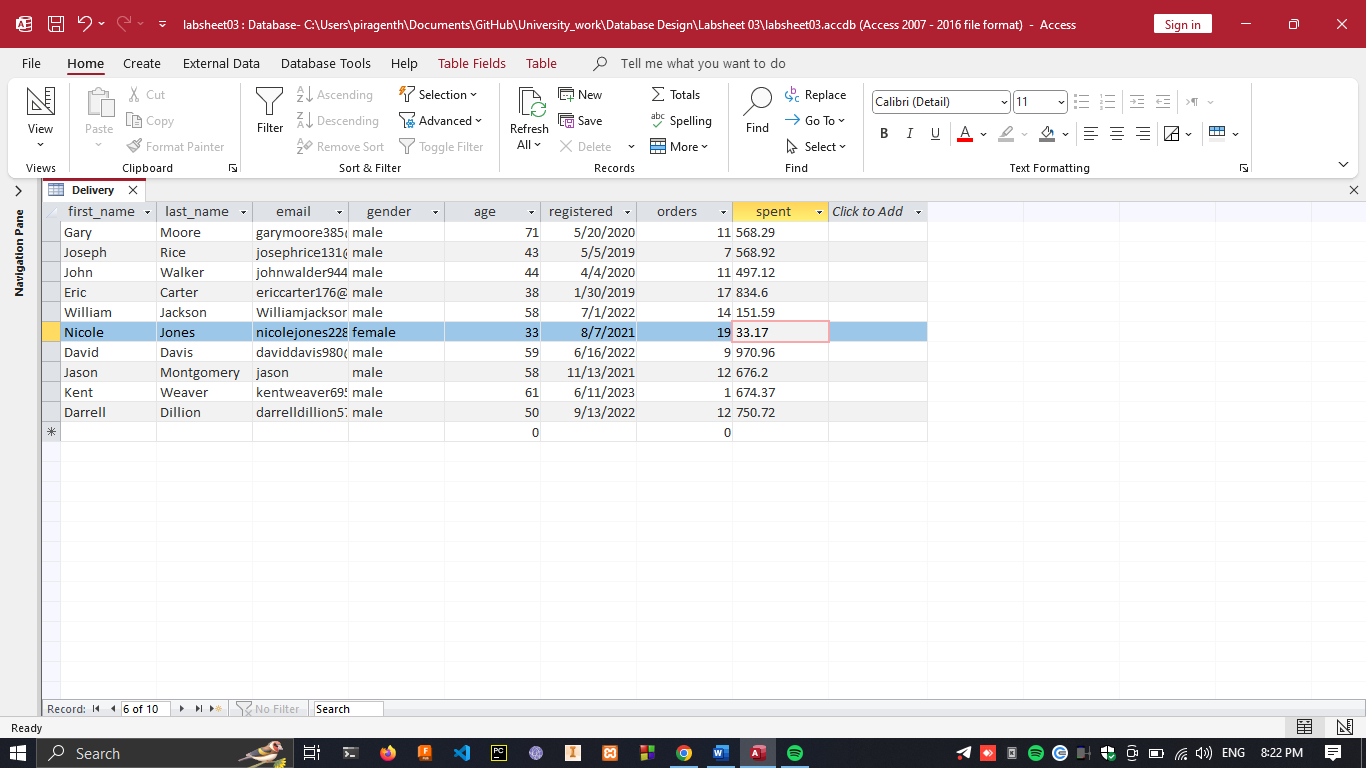 labsheet03 : Database- C:\Users\piragenth\Documents\GitHub\University_work\Database Design\Labsheet 03\labsheet03.accdb (Access 2007 - 2016 file format) - Access Sign in
File Home Create External Data Database Tools Help Table Fields Table Tell me what you want to do
View Paste Cut Copy Format Painter Filter Ascending Descending Remove Sort Selection Advanced Toggle Filter Refresh All New Save Delete Totals Spelling More Find Replace Go To Select Calibri (Detail) 11 B I U A
Views Clipboard Sort & Filter Records Find Text Formatting
Navigation Pane
Delivery
first_name last_name email gender age registered orders spent Click to Add
Gary Moore garymoore385@ male 71 5/20/2020 11 568.29
Joseph Rice josephrice131@ male 43 5/5/2019 7 568.92
John Walker johnwalder944 male 44 4/4/2020 11 497.12
Eric Carter ericcarter176@ male 38 1/30/2019 17 834.6
William Jackson Williamjackson male 58 7/1/2022 14 151.59
Nicole Jones nicolejones228 female 33 8/7/2021 19 33.17
David Davis daviddavis980@ male 59 6/16/2022 9 970.96
Jason Montgomery jason male 58 11/13/2021 12 676.2
Kent Weaver kentweaver695 male 61 6/11/2023 1 674.37
Darrell Dillion darrelldillion57 male 50 9/13/2022 12 750.72
0 0
Record: 6 of 10 No Filter Search
Ready
Search ENG 8:22 PM